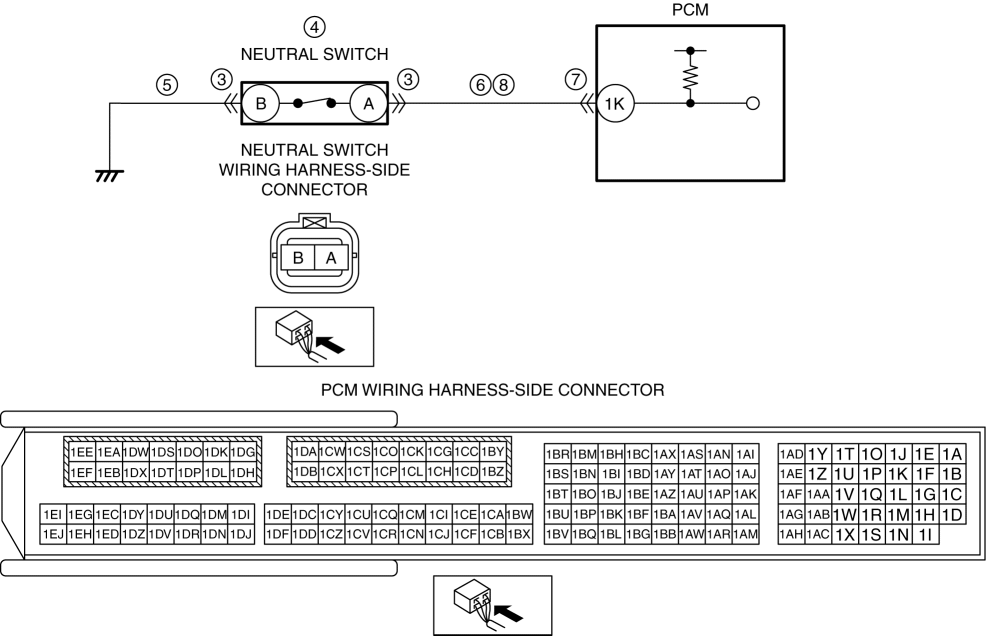 PCM
④
NEUTRAL SWITCH
⑤ ③ ③ ⑥⑧ ⑦
B A 1K
NEUTRAL SWITCH
WIRING HARNESS-SIDE
CONNECTOR
B A
PCM WIRING HARNESS-SIDE CONNECTOR
1EE 1EA 1DW 1DS 1DO 1DK 1DG 1DA 1CW 1CS 1CO 1CK 1CG 1CC 1BY
1EF 1EB 1DX 1DT 1DP 1DL 1DH 1DB 1CX 1CT 1CP 1CL 1CH 1CD 1BZ
1EI 1EG 1EC 1DY 1DU 1DQ 1DM 1DI 1DE 1DC 1CY 1CU 1CQ 1CM 1CI 1CE 1CA 1BW
1EJ 1EH 1ED 1DZ 1DV 1DR 1DN 1DJ 1DF 1DD 1CZ 1CV 1CR 1CN 1CJ 1CF 1CB 1BX
1BR 1BM 1BH 1BC 1AX 1AS 1AN 1AI
1BS 1BN 1BI 1BD 1AY 1AT 1AO 1AJ
1BT 1BO 1BJ 1BE 1AZ 1AU 1AP 1AK
1BU 1BP 1BK 1BF 1BA 1AV 1AQ 1AL
1BV 1BQ 1BL 1BG 1BB 1AW 1AR 1AM
1AD 1Y 1T 1O 1J 1E 1A
1AE 1Z 1U 1P 1K 1F 1B
1AF 1AA 1V 1Q 1L 1G 1C
1AG 1AB 1W 1R 1M 1H 1D
1AH 1AC 1X 1S 1N 1I